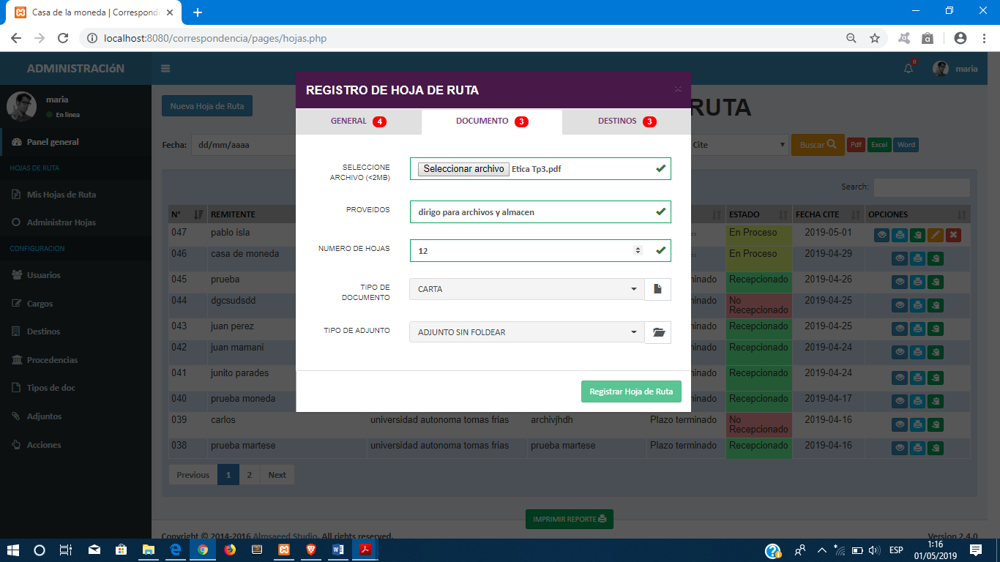 Casa de la moneda | Correspond
localhost:8080/correspondencia/pages/hojas.php
ADMINISTRACIóN
maria
maria
En linea
Panel general
HOJAS DE RUTA
Mis Hojas de Ruta
Administrar Hojas
CONFIGURACION
Usuarios
Cargos
Destinos
Procedencias
Tipos de doc
Adjuntos
Acciones
Nueva Hoja de Ruta
RUTA
Fecha: dd/mm/aaaa
Cite
Buscar
Pdf
Excel
Word
Search:
REGISTRO DE HOJA DE RUTA
×
GENERAL 4
DOCUMENTO 3
DESTINOS 3
SELECCIONE ARCHIVO (<2MB)
Seleccionar archivo Etica Tp3.pdf
PROVEIDOS
dirigo para archivos y almacen
NUMERO DE HOJAS
12
TIPO DE DOCUMENTO
CARTA
TIPO DE ADJUNTO
ADJUNTO SIN FOLDEAR
Registrar Hoja de Ruta
N° REMITENTE ESTADO FECHA CITE OPCIONES
047 pablo isla En Proceso 2019-05-01
046 casa de moneda En Proceso 2019-04-29
045 prueba minado Recepcionado 2019-04-26
044 dgcsudsdd minado No Recepcionado 2019-04-25
043 juan perez minado Recepcionado 2019-04-25
042 juan mamani minado Recepcionado 2019-04-24
041 junito parades minado Recepcionado 2019-04-24
040 prueba moneda minado Recepcionado 2019-04-17
039 carlos universidad autonoma tomas frias archivjhdh Plazo terminado No Recepcionado 2019-04-16
038 prueba martese universidad autonoma tomas frias prueba martese Plazo terminado Recepcionado 2019-04-16
Previous 1 2 Next
IMPRIMIR REPORTE
Copyright © 2014-2016 Almsaeed Studio. All rights reserved.
Version 2.4.0
ESP
1:16
01/05/2019